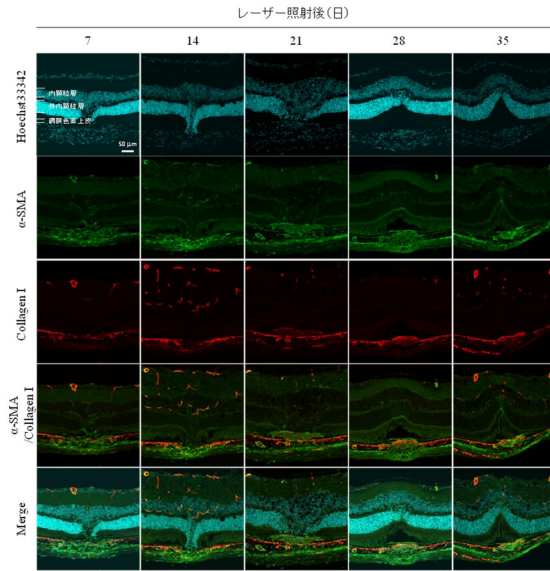 レーザー照射後(日)
7 14 21 28 35
Hoechst33342
内顆粒層
外内顆粒層
網膜色素上皮
50 μm
α-SMA
Collagen I
α-SMA
/Collagen I
Merge